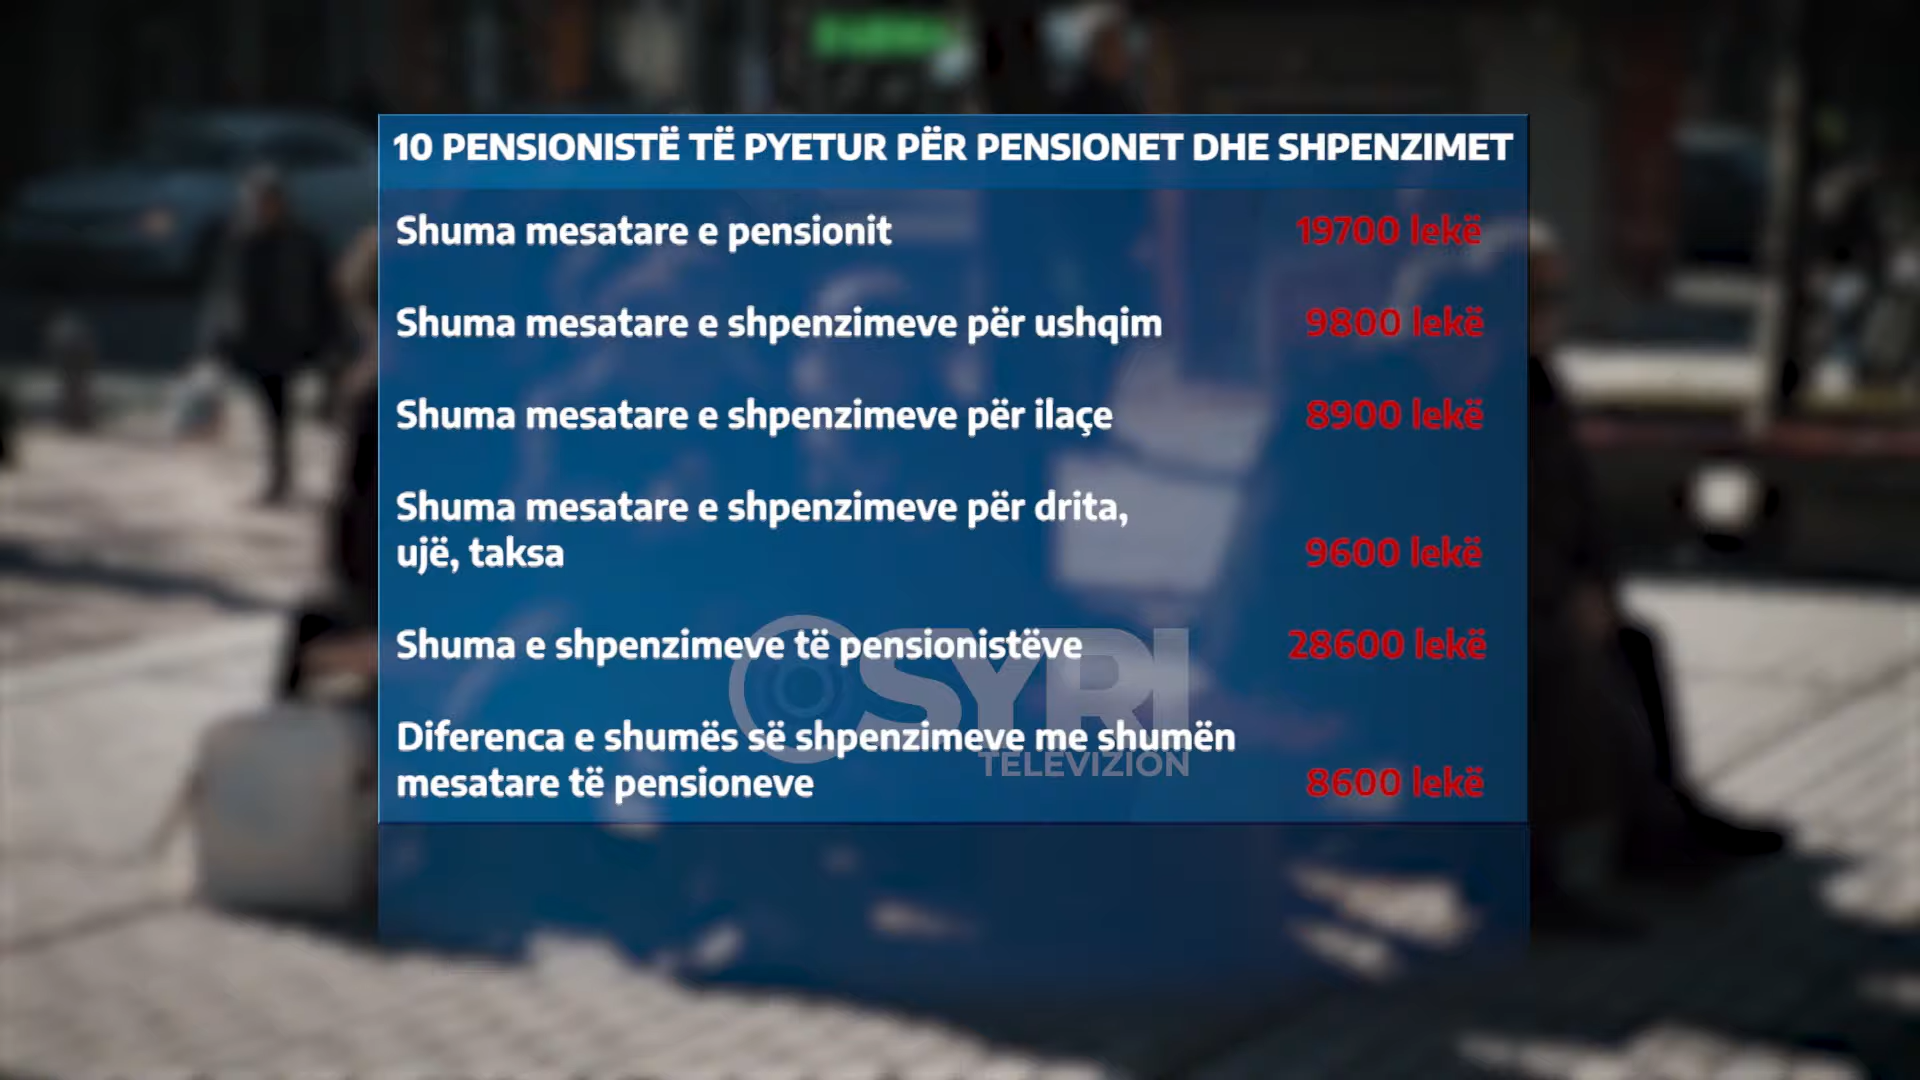 10 PENSIONISTË TË PYETUR PËR PENSIONET DHE SHPENZIMET
Shuma mesatare e pensionit 19700 lekë
Shuma mesatare e shpenzimeve për ushqim 9800 lekë
Shuma mesatare e shpenzimeve për ilaçe 8900 lekë
Shuma mesatare e shpenzimeve për drita,
ujë, taksa 9600 lekë
Shuma e shpenzimeve të pensionistëve 28600 lekë
Diferenca e shumës së shpenzimeve me shumën
mesatare të pensioneve 8600 lekë
SYRI
TELEVIZION